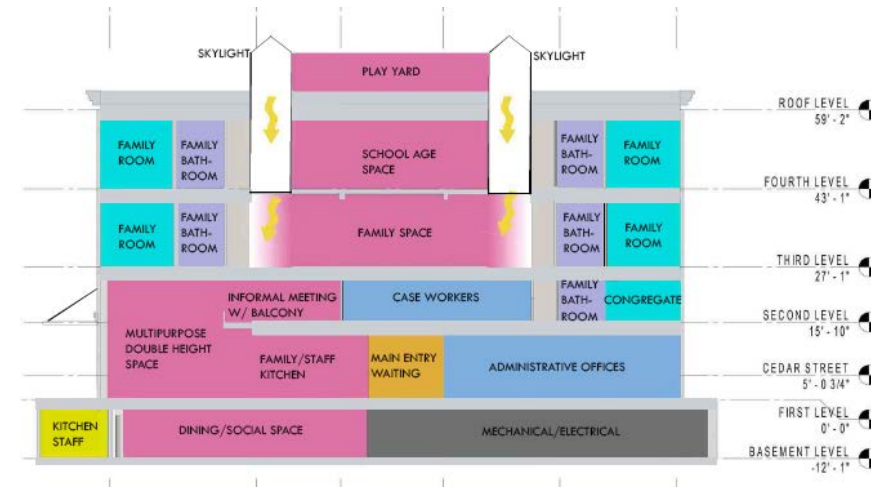 SKYLIGHT
SKYLIGHT
PLAY YARD
ROOF LEVEL
59' - 2"
FAMILY
ROOM
FAMILY
BATH-
ROOM
SCHOOL AGE
SPACE
FAMILY
BATH-
ROOM
FAMILY
ROOM
FOURTH LEVEL
43' - 1"
FAMILY
ROOM
FAMILY
BATH-
ROOM
FAMILY SPACE
FAMILY
BATH-
ROOM
FAMILY
ROOM
THIRD LEVEL
27' - 1"
INFORMAL MEETING
W/ BALCONY
CASE WORKERS
FAMILY
BATH-
ROOM
CONGREGATE
SECOND LEVEL
15' - 10"
MULTIPURPOSE
DOUBLE HEIGHT
SPACE
FAMILY/STAFF
KITCHEN
MAIN ENTRY
WAITING
ADMINISTRATIVE OFFICES
CEDAR STREET
5' - 0 3/4"
FIRST LEVEL
0' - 0"
KITCHEN
STAFF
DINING/SOCIAL SPACE
MECHANICAL/ELECTRICAL
BASEMENT LEVEL
-12' - 1"